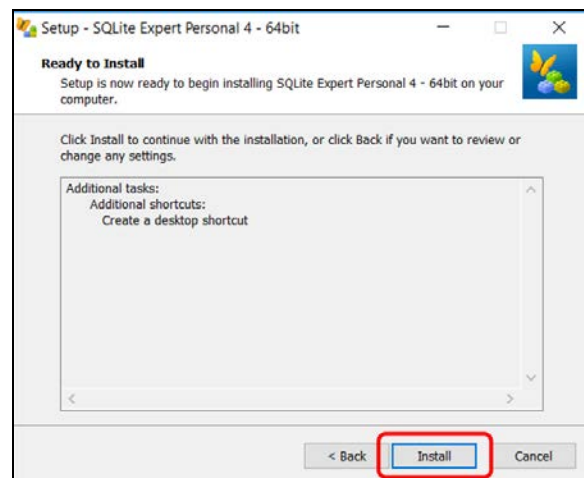 Setup - SQLite Expert Personal 4 - 64bit
Ready to Install
Setup is now ready to begin installing SQLite Expert Personal 4 - 64bit on your
computer.
Click Install to continue with the installation, or click Back if you want to review or
change any settings.
Additional tasks:
Additional shortcuts:
Create a desktop shortcut
< Back
Install
Cancel